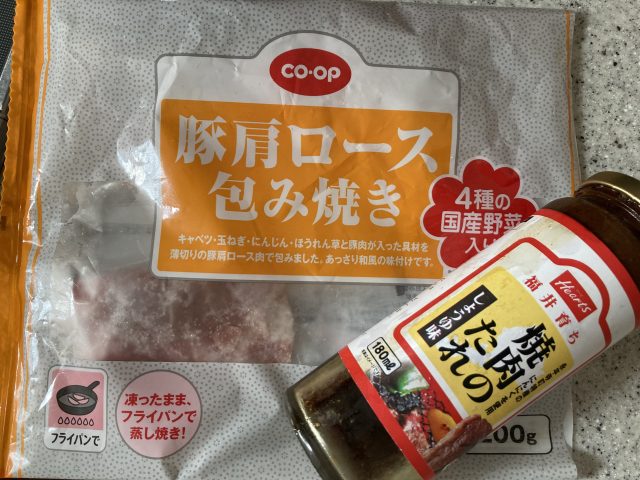 CO·OP
豚肩ロース
包み焼き
4種の
国産野菜
キャベツ・玉ねぎ・にんじん・ほうれん草と豚肉が入った具材を
薄切りの豚肩ロース肉で包みました。あっさり和風の味付けです。
フライパンで
凍ったまま、
フライパンで
蒸し焼き!
200g
Hearts
福井育ち
焼肉の
たれ
しょうゆ味
180ml